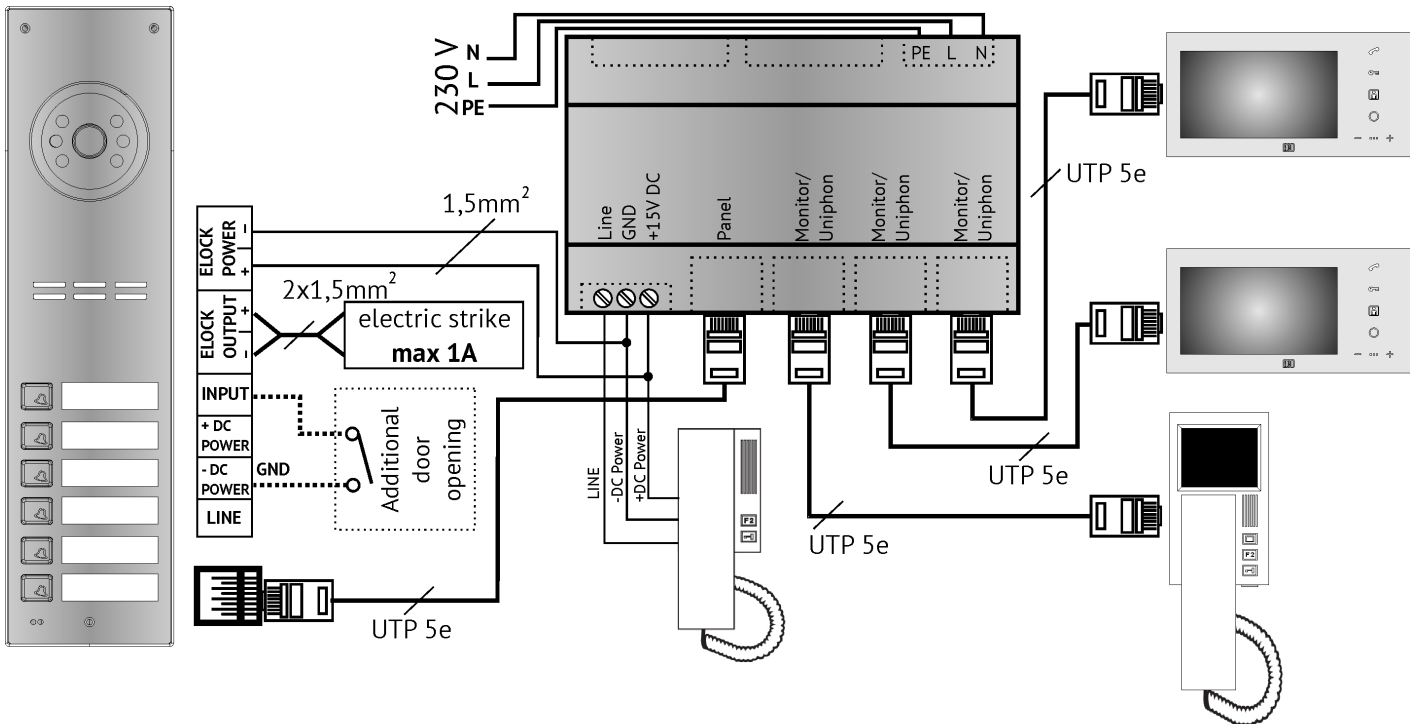 230 V
N
L
PE
PE L N
Line
GND
+15V DC
Panel
Monitor/
Uniphon
Monitor/
Uniphon
Monitor/
Uniphon
UTP 5e
1,5mm²
ELOCK
POWER
-
+
2x1,5mm²
ELOCK
OUTPUT
+
-
electric strike
max 1A
INPUT
+ DC
POWER
- DC
POWER
GND
LINE
Additional
door
opening
LINE
-DC Power
+DC Power
F2
UTP 5e
UTP 5e
UTP 5e
F2